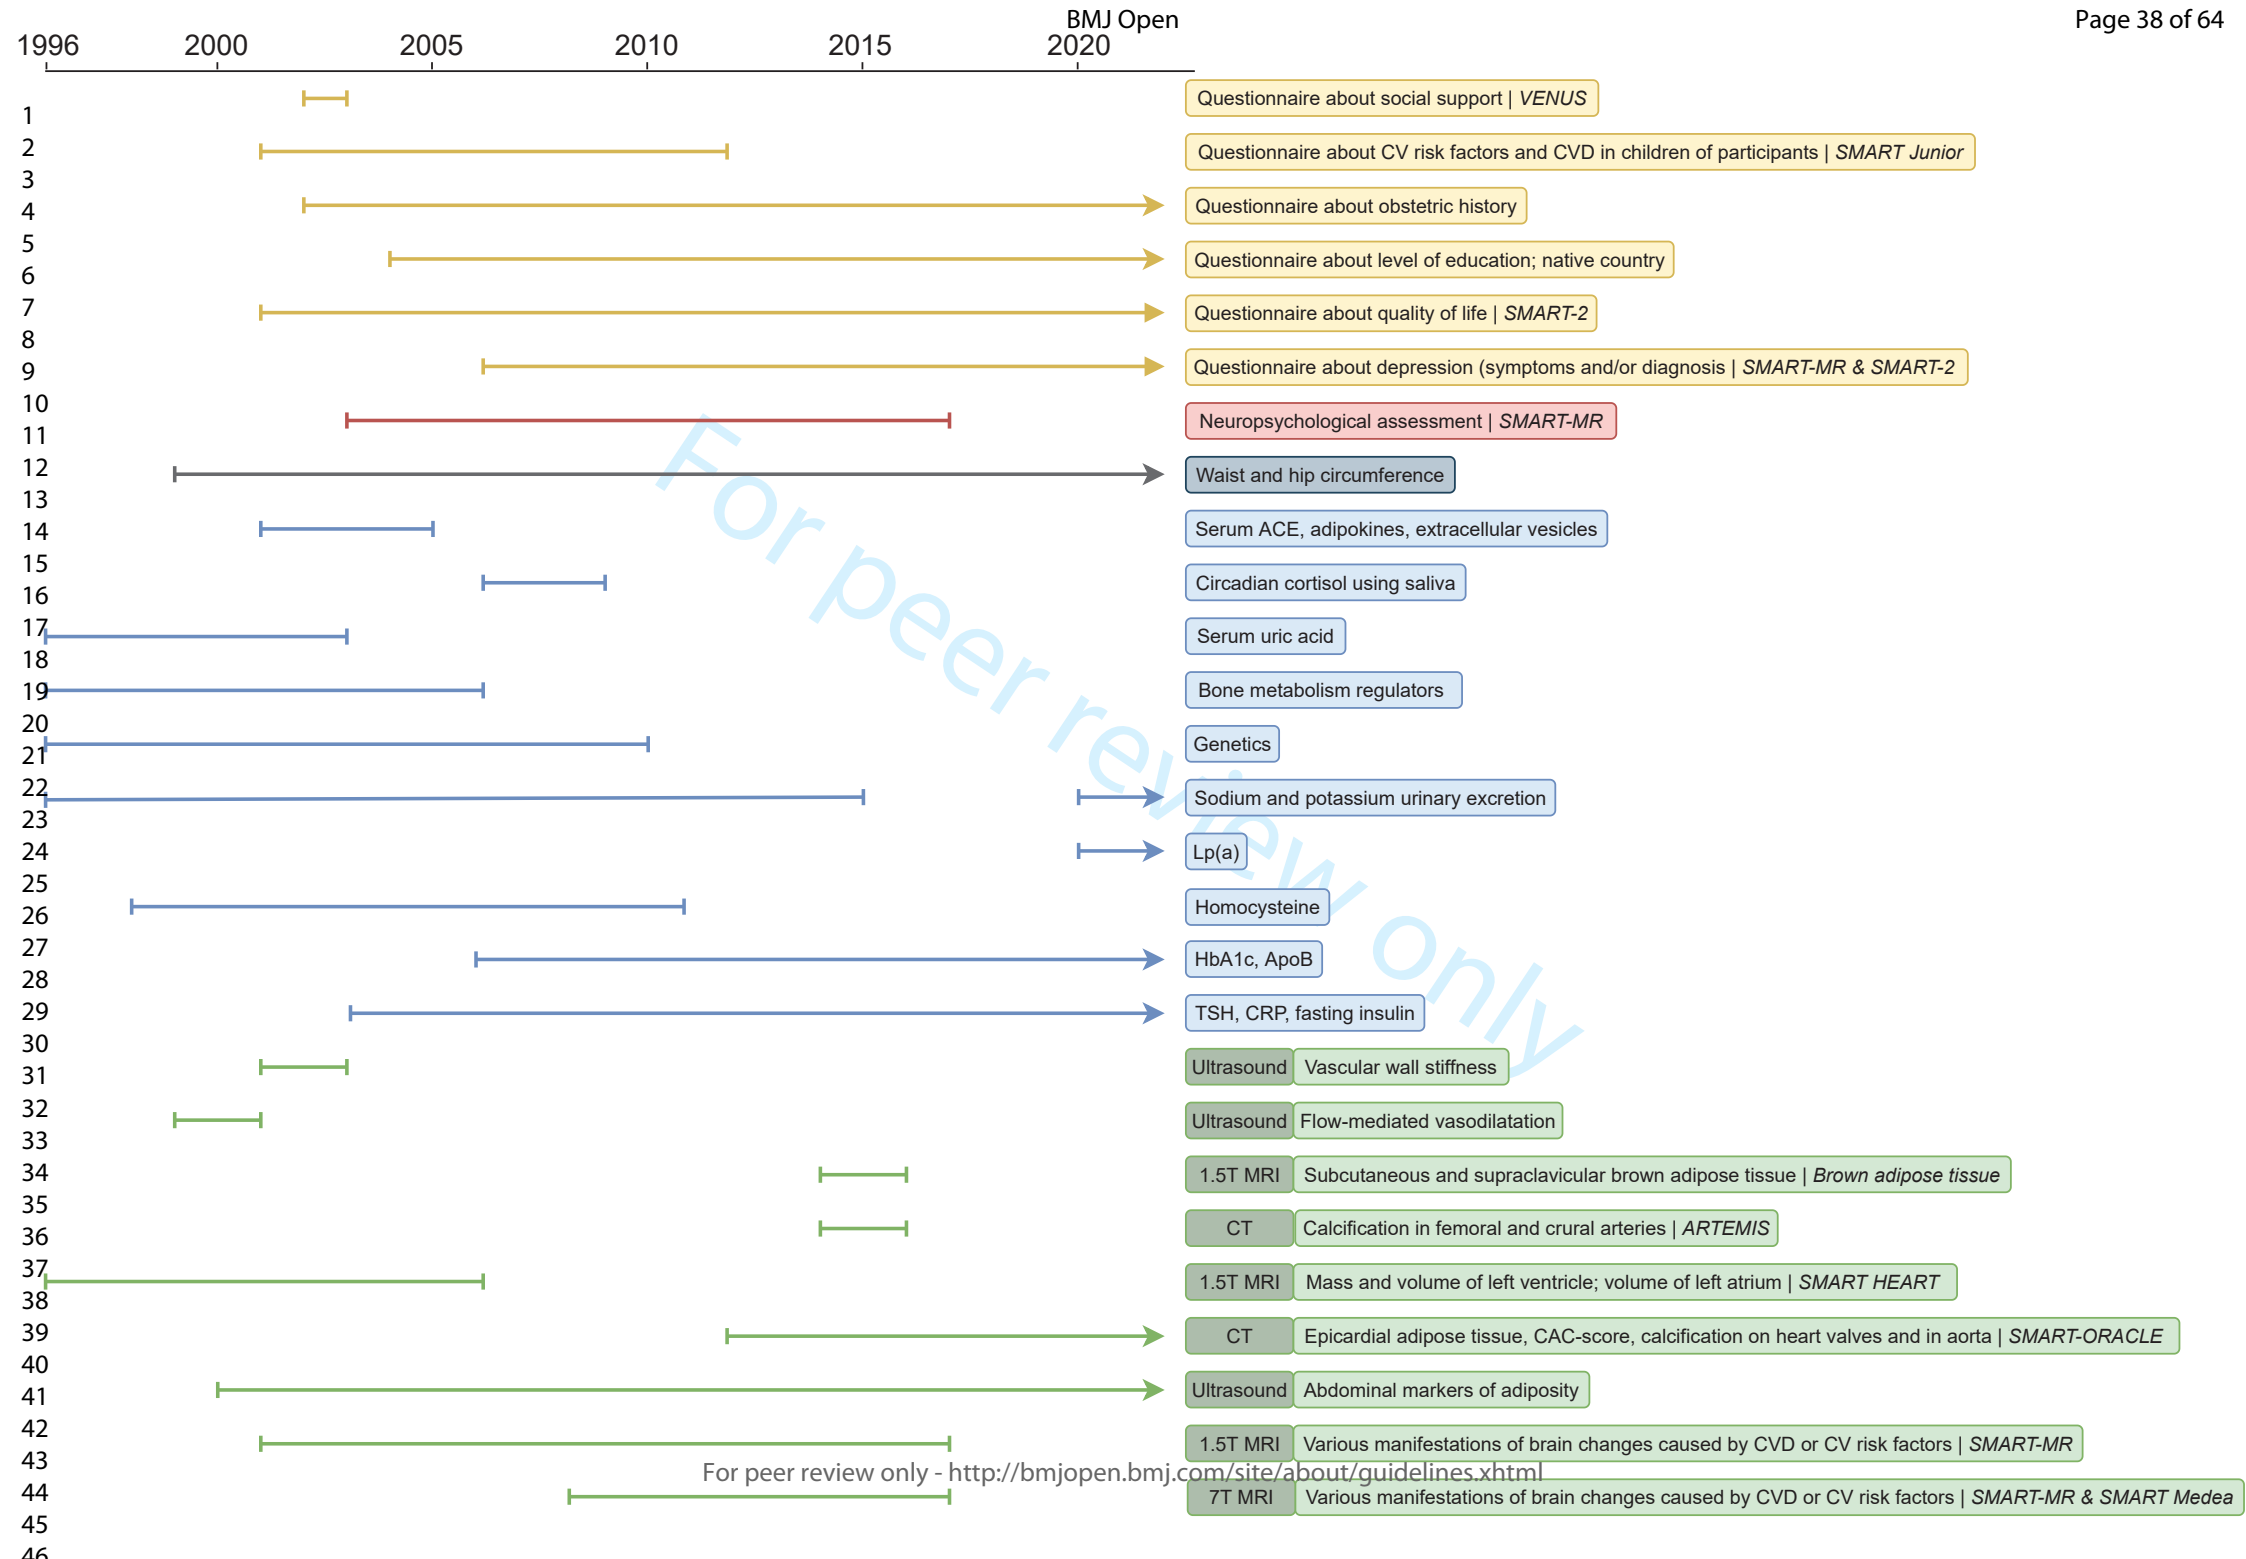 BMJ Open
Page 38 of 64
1996 2000 2005 2010 2015 2020
Questionnaire about social support | VENUS
1
2
Questionnaire about CV risk factors and CVD in children of participants | SMART Junior
3
4
Questionnaire about obstetric history
5
Questionnaire about level of education; native country
6
7
Questionnaire about quality of life | SMART-2
8
9
Questionnaire about depression (symptoms and/or diagnosis | SMART-MR & SMART-2
10
Neuropsychological assessment | SMART-MR
11
12
Waist and hip circumference
13
14
Serum ACE, adipokines, extracellular vesicles
15
Circadian cortisol using saliva
16
17
Serum uric acid
18
19
Bone metabolism regulators
20
21
Genetics
22
Sodium and potassium urinary excretion
23
24
Lp(a)
25
26
Homocysteine
27
HbA1c, ApoB
28
29
TSH, CRP, fasting insulin
30
31
Ultrasound Vascular wall stiffness
32
Ultrasound Flow-mediated vasodilatation
33
34
1.5T MRI Subcutaneous and supraclavicular brown adipose tissue | Brown adipose tissue
35
36
CT Calcification in femoral and crural arteries | ARTEMIS
37
1.5T MRI Mass and volume of left ventricle; volume of left atrium | SMART HEART
38
39
CT Epicardial adipose tissue, CAC-score, calcification on heart valves and in aorta | SMART-ORACLE
40
41
Ultrasound Abdominal markers of adiposity
42
1.5T MRI Various manifestations of brain changes caused by CVD or CV risk factors | SMART-MR
43
For peer review only - http://bmjopen.bmj.com/site/about/guidelines.xhtml
44
7T MRI Various manifestations of brain changes caused by CVD or CV risk factors | SMART-MR & SMART Medea
45
46
For peer review only